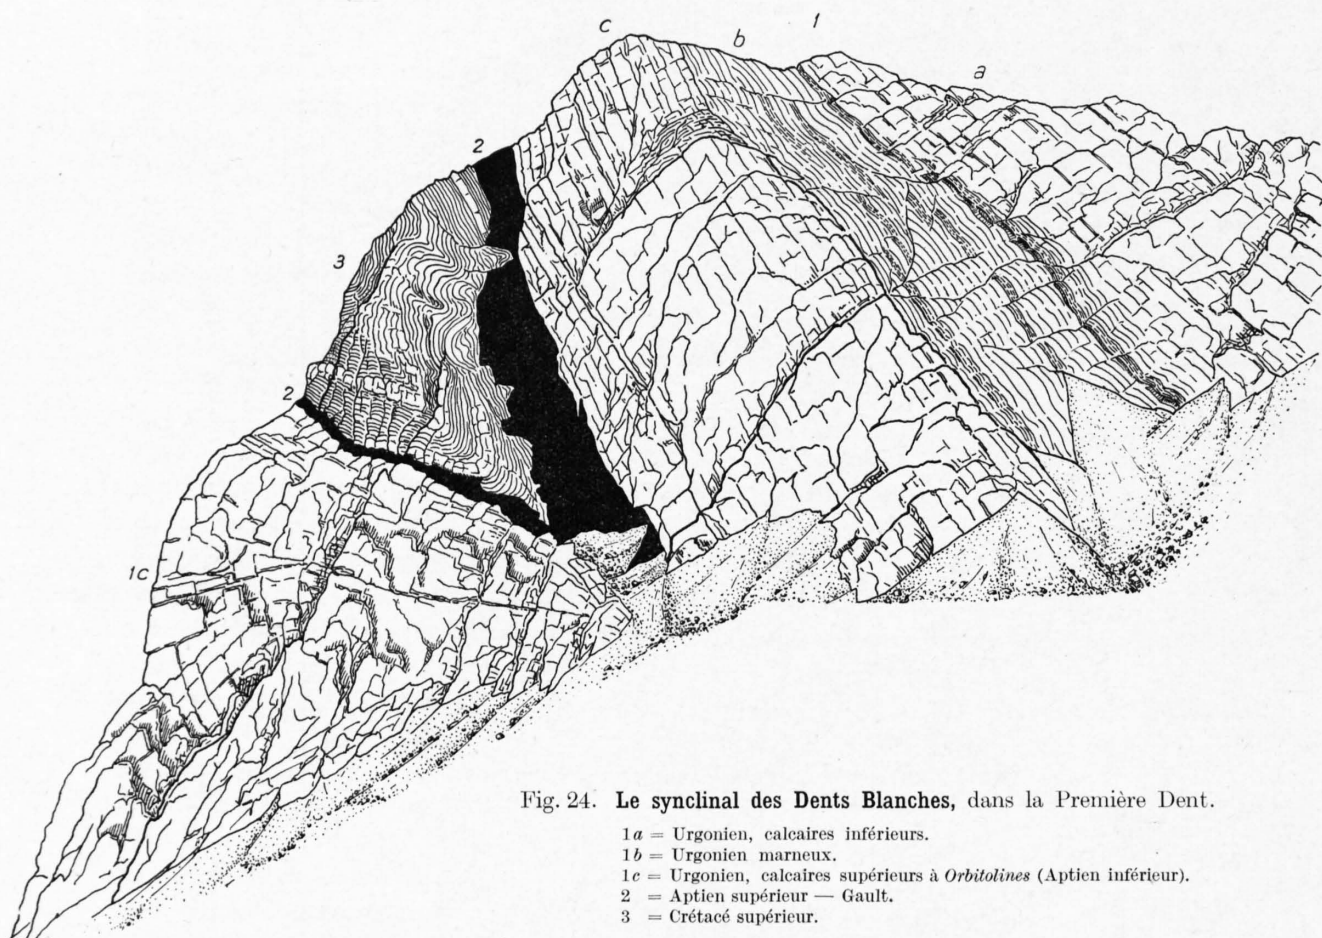 1
c
b
a
2
3
2
1c
Fig. 24. Le synclinal des Dents Blanches, dans la Première Dent.
1a = Urgonien, calcaires inférieurs.
1b = Urgonien marneux.
1c = Urgonien, calcaires supérieurs à Orbitolines (Aptien inférieur).
2 = Aptien supérieur — Gault.
3 = Crétacé supérieur.